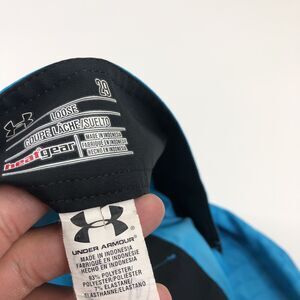 29
LOOSE
COUPE LÂCHE/SUELTO
heatgear
MADE IN INDONESIA
FABRIQUÉ EN INDONÉSIE
HECHO EN INDONESIA
UNDER ARMOUR
MADE IN INDONESIA
FABRIQUÉ EN INDONÉSIE
HECHO EN INDONESIA
93% POLYESTER/
POLYESTER/POLIÉSTER
7% ELASTANE/
ÉLASTHANNE/ELASTANO